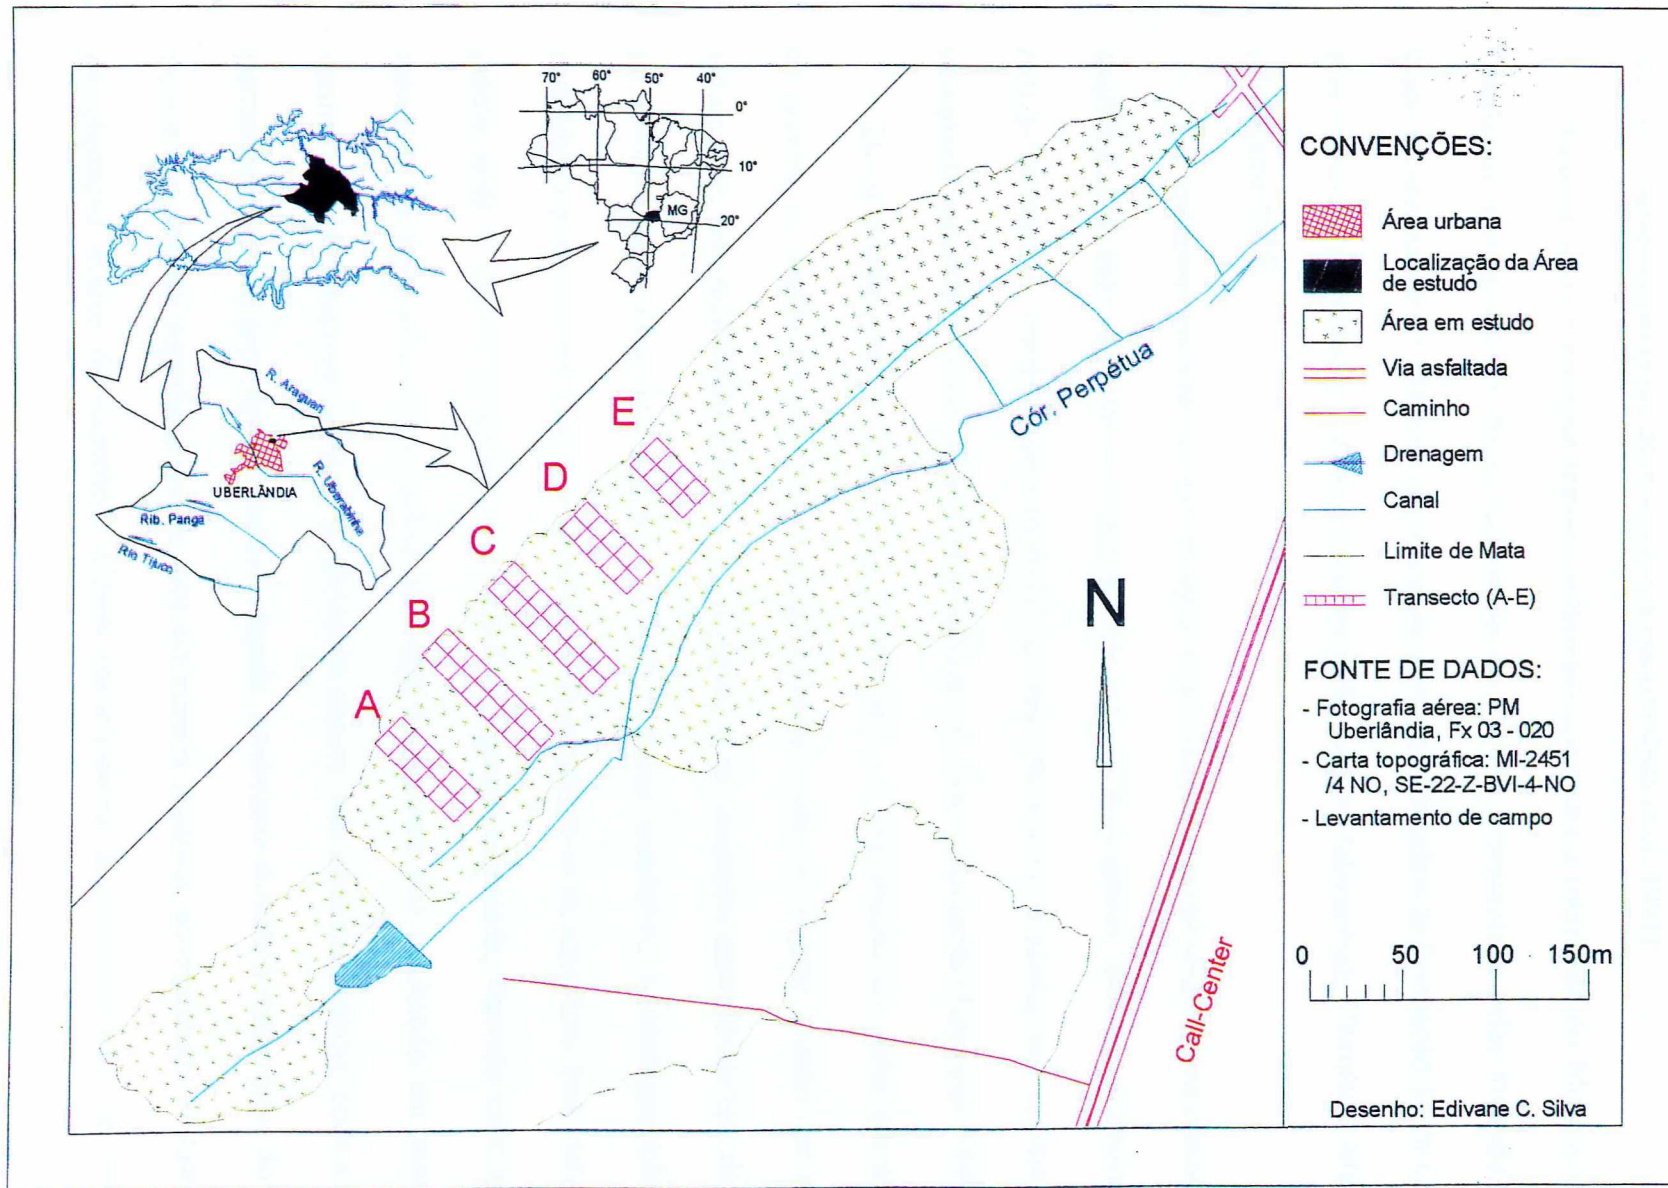 70° 60° 50° 40°
0°
10°
MG
20°
R. Araguari
R. Uberabinha
UBERLÂNDIA
Rib. Panga
Rio Tijuco
E
D
C
B
A
Cór. Perpétua
N
Call-Center
CONVENÇÕES:
Área urbana
Localização da Área
de estudo
Área em estudo
Via asfaltada
Caminho
Drenagem
Canal
Limite de Mata
Transecto (A-E)
FONTE DE DADOS:
- Fotografia aérea: PM
Uberlândia, Fx 03 - 020
- Carta topográfica: MI-2451
/4 NO, SE-22-Z-BVI-4-NO
- Levantamento de campo
0 50 100 150m
Desenho: Edivane C. Silva